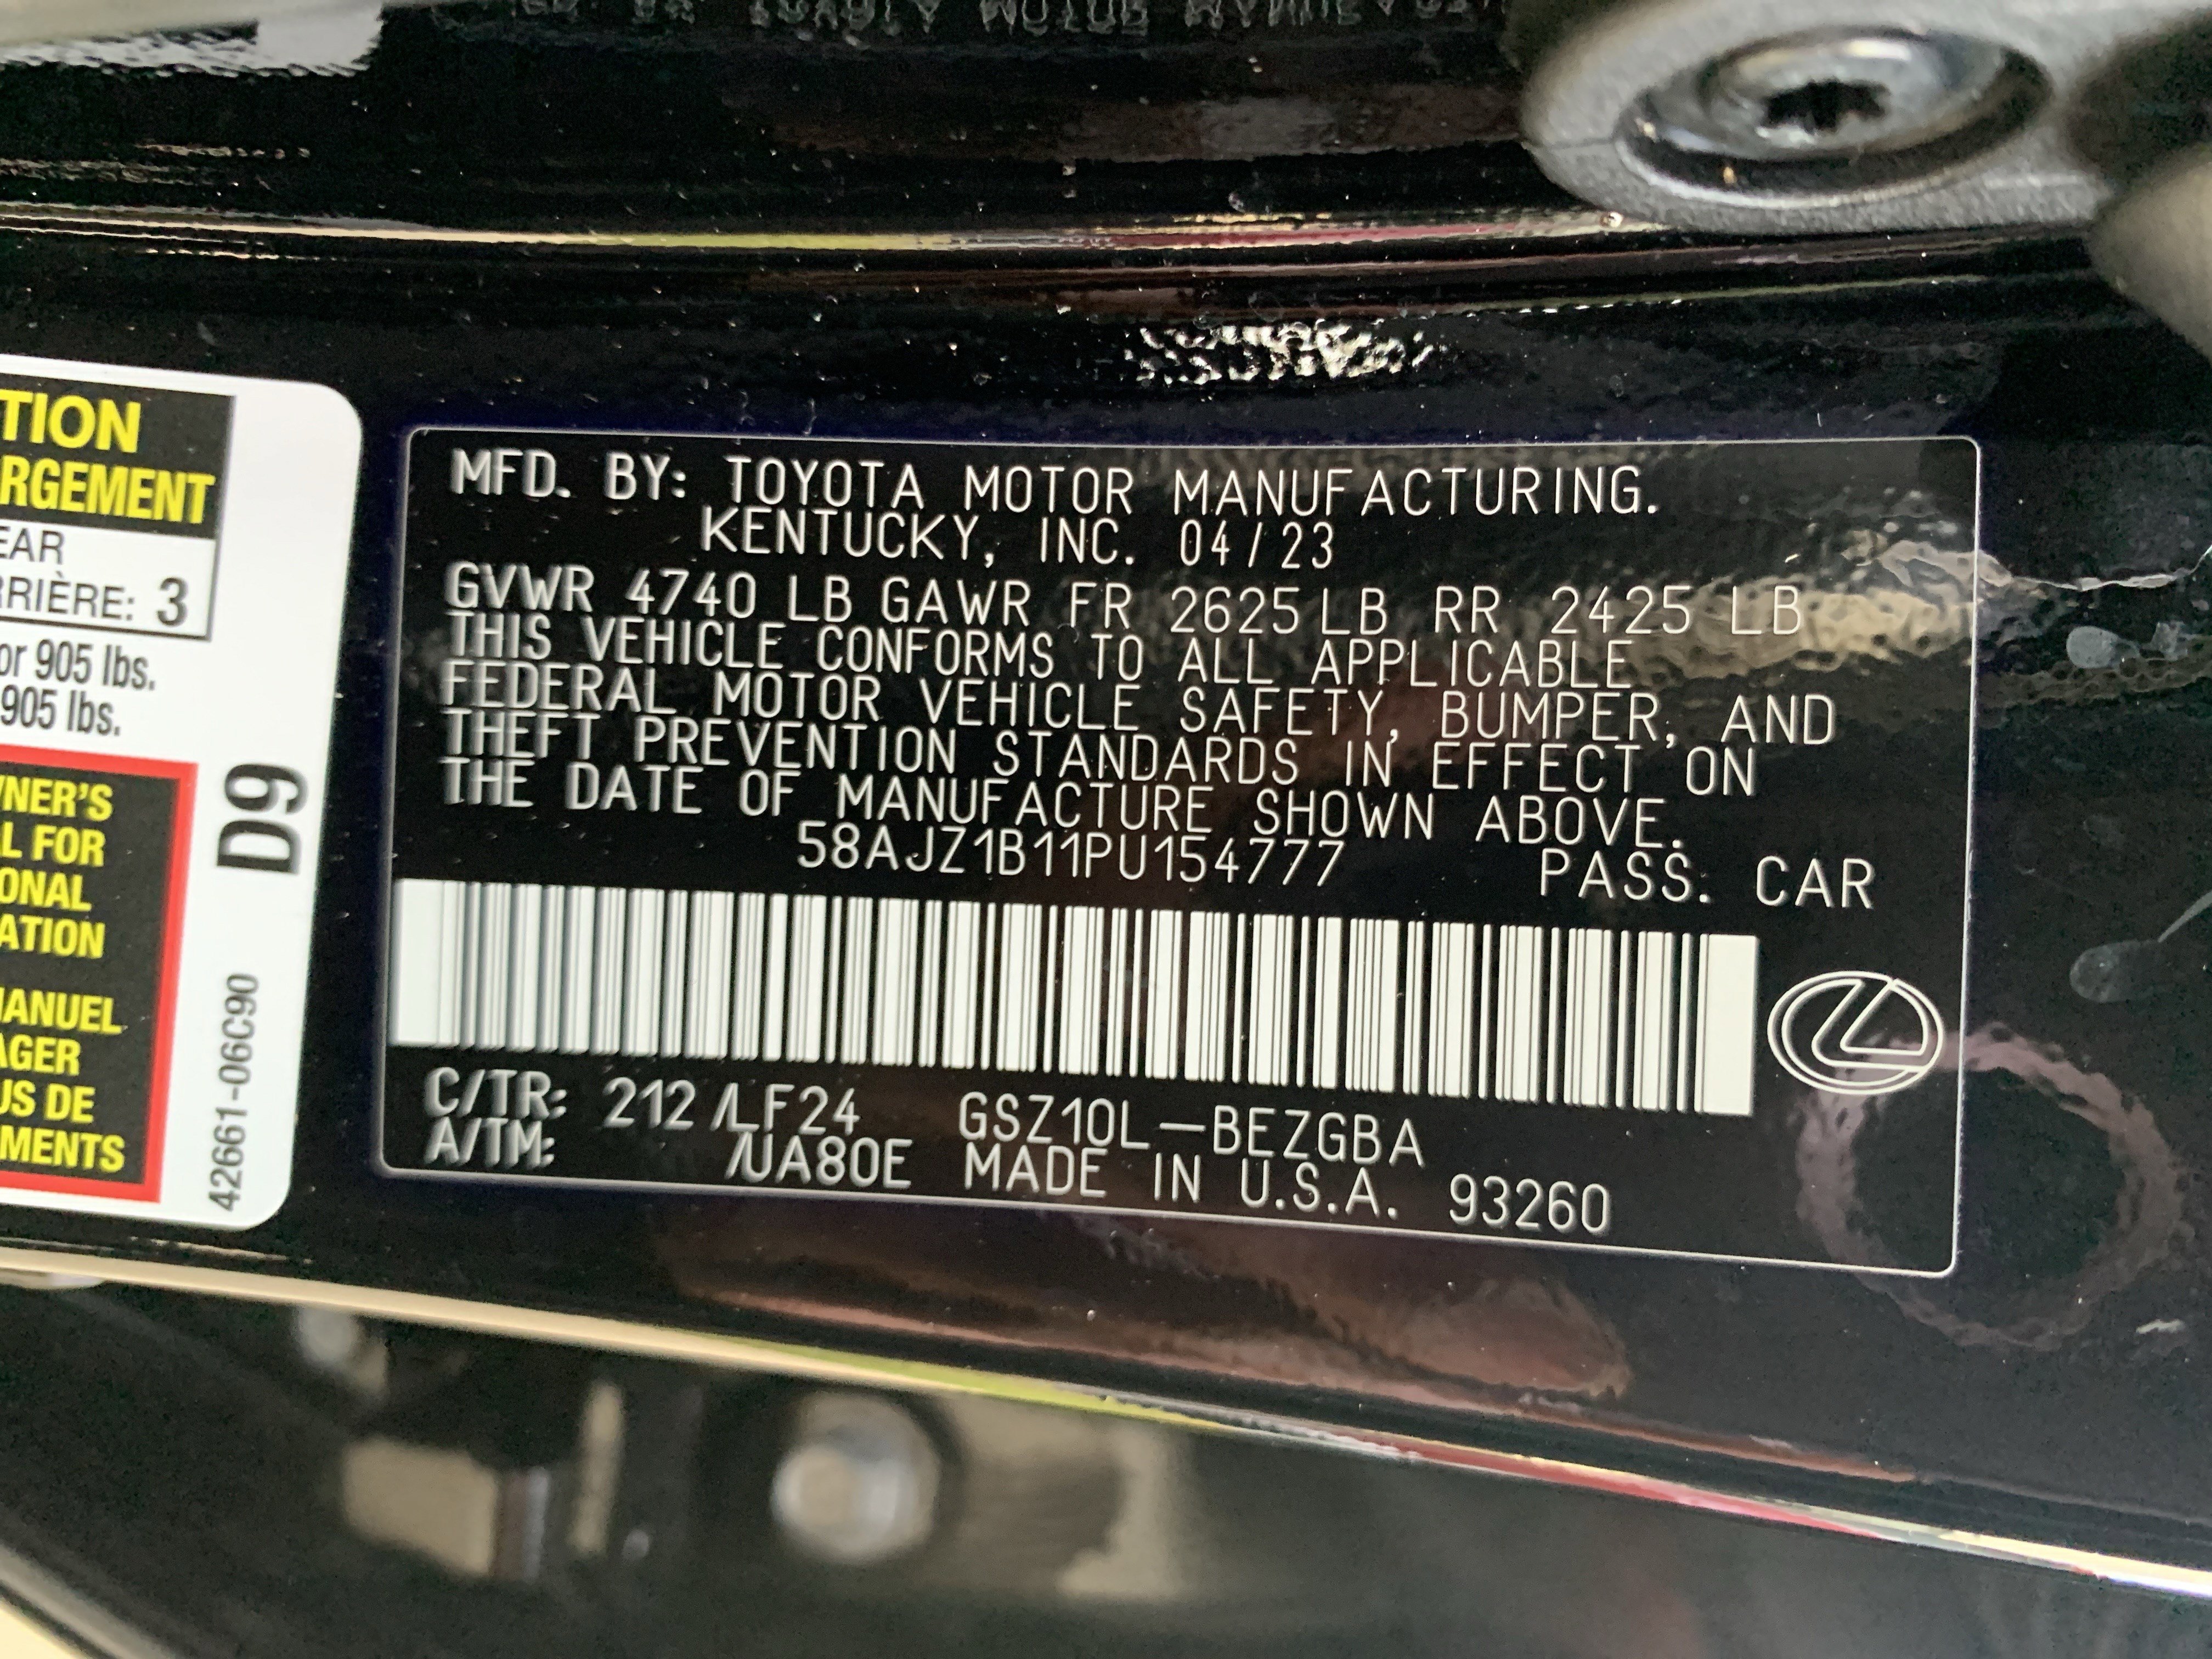 TION
RGEMENT
EAR
RRIÈRE: 3
or 905 lbs.
905 lbs.
NER'S
L FOR
ONAL
ATION
MANUEL
AGER
US DE
MENTS
D9
42661-06C90
MFD. BY: TOYOTA MOTOR MANUFACTURING.
KENTUCKY, INC. 04/23
GVWR 4740 LB GAWR FR 2625 LB RR 2425 LB
THIS VEHICLE CONFORMS TO ALL APPLICABLE
FEDERAL MOTOR VEHICLE SAFETY, BUMPER, AND
THEFT PREVENTION STANDARDS IN EFFECT ON
THE DATE OF MANUFACTURE SHOWN ABOVE.
58AJZ1B11PU154777 PASS. CAR
C/TR: 212 /LF24 GSZ10L-BEZGBA
A/TM: /UA80E MADE IN U.S.A. 93260